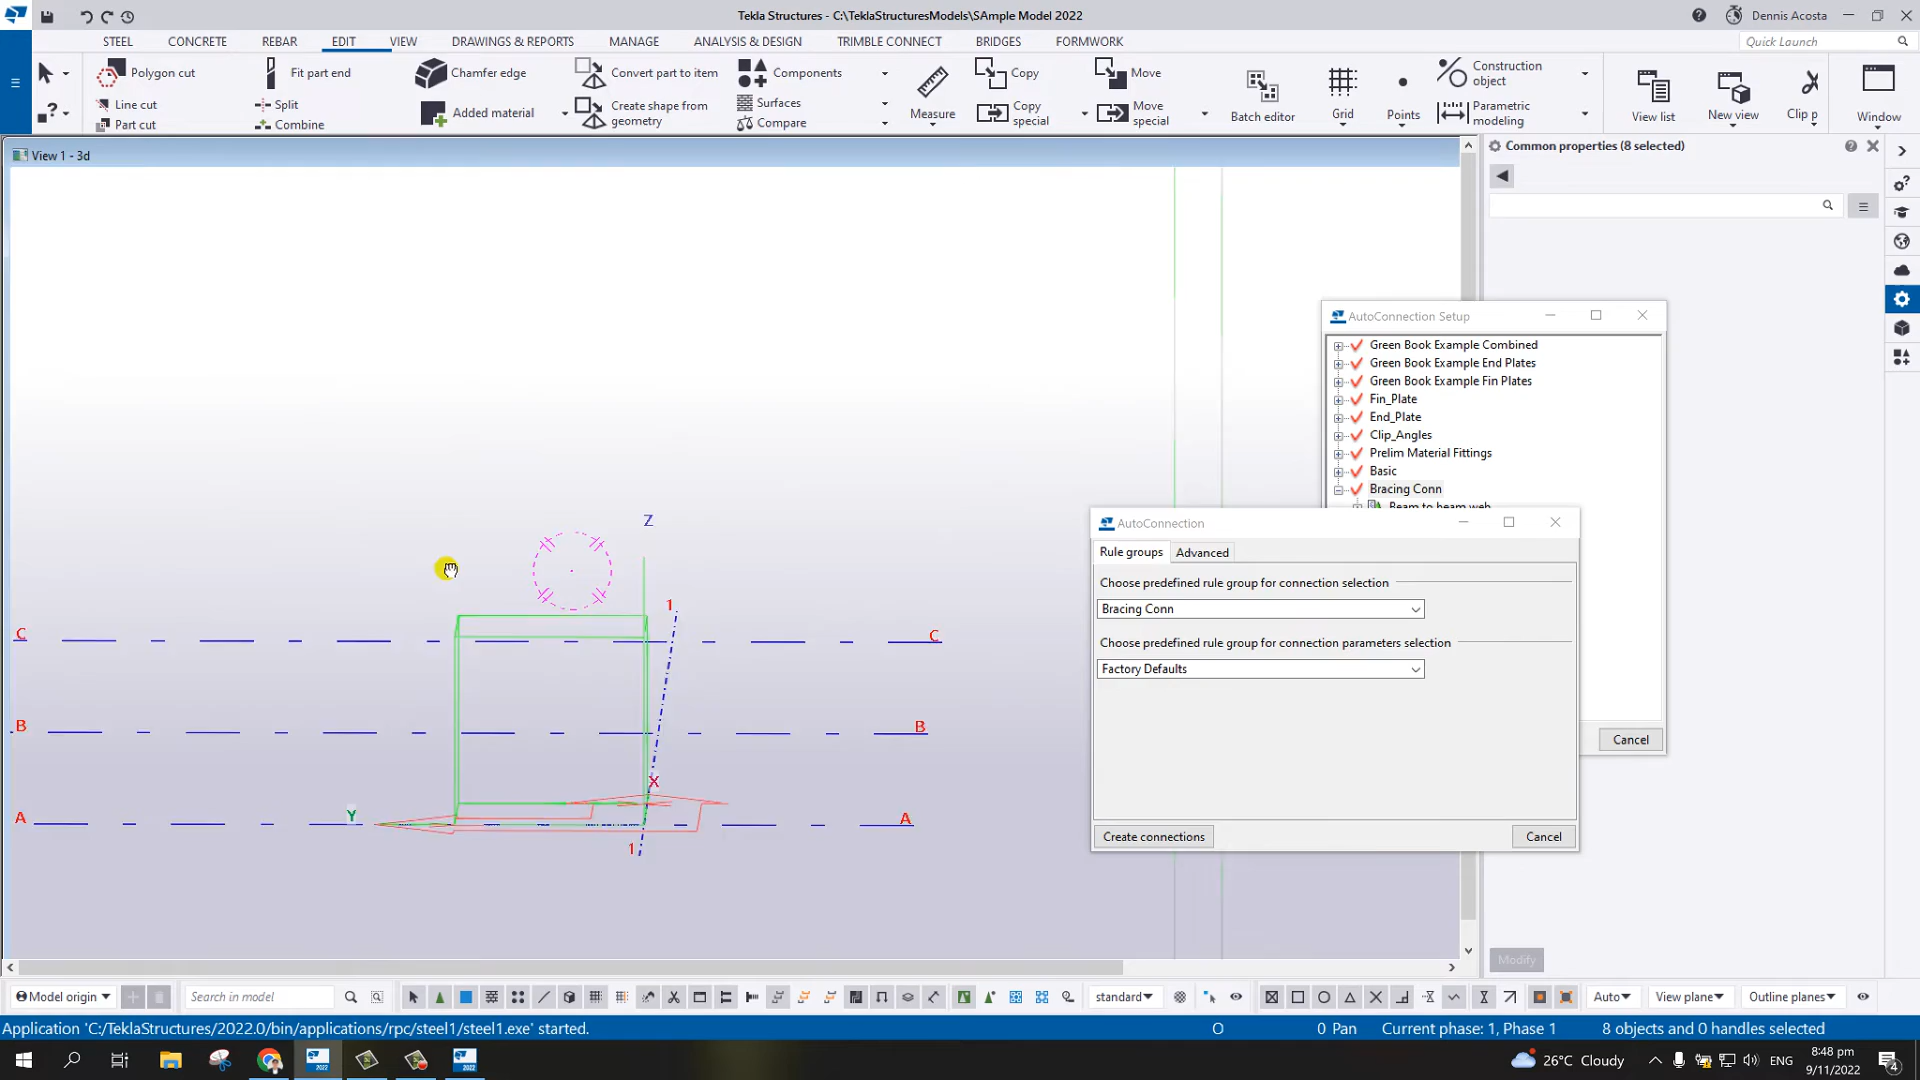 Tekla Structures - C:\TeklaStructuresModels\SAmple Model 2022
Dennis Acosta
STEEL CONCRETE REBAR EDIT VIEW DRAWINGS & REPORTS MANAGE ANALYSIS & DESIGN TRIMBLE CONNECT BRIDGES FORMWORK
Quick Launch
Polygon cut
Line cut
Part cut
Fit part end
Split
Combine
Chamfer edge
Added material
Convert part to item
Create shape from
geometry
Components
Surfaces
Compare
Measure
Copy
Copy
special
Move
Move
special
Batch editor
Grid
Points
Construction
object
Parametric
modeling
View list
New view
Clip p
Window
View 1 - 3d
Common properties (8 selected)
AutoConnection Setup
Green Book Example Combined
Green Book Example End Plates
Green Book Example Fin Plates
Fin_Plate
End_Plate
Clip_Angles
Prelim Material Fittings
Basic
Bracing Conn
Beam to beam web
Cancel
AutoConnection
Rule groups
Advanced
Choose predefined rule group for connection selection
Bracing Conn
Choose predefined rule group for connection parameters selection
Factory Defaults
Create connections
Cancel
Z
1
C
C
B
B
X
Y
A
A
1
Modify
Model origin
Search in model
standard
Auto
View plane
Outline planes
Application 'C:/TeklaStructures/2022.0/bin/applications/rpc/steel1/steel1.exe' started.
O
0 Pan
Current phase: 1, Phase 1
8 objects and 0 handles selected
2022
2022
26°C Cloudy
ENG
8:48 pm
9/11/2022
4